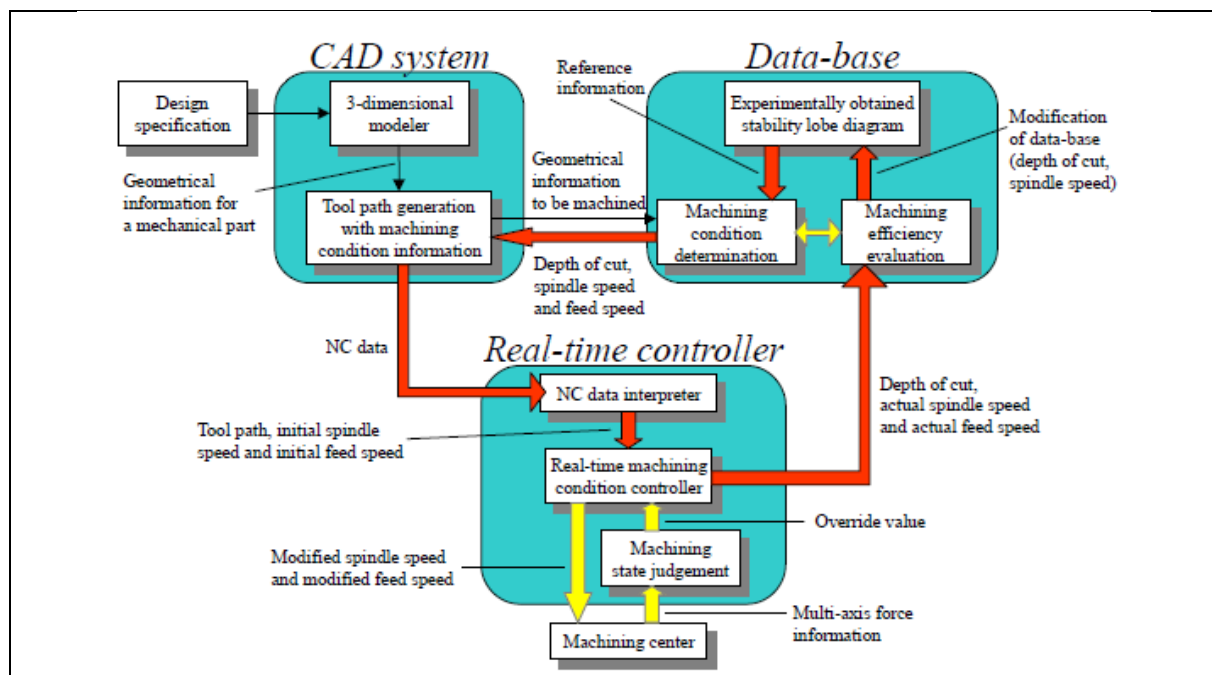 CAD system
Data-base
Design
specification
3-dimensional
modeler
Reference
information
Experimentally obtained
stability lobe diagram
Modification
of data-base
(depth of cut,
spindle speed)
Geometrical
information for
a mechanical part
Geometrical
information
to be machined
Tool path generation
with machining
condition information
Machining
condition
determination
Machining
efficiency
evaluation
Depth of cut,
spindle speed
and feed speed
NC data
Real-time controller
NC data interpreter
Depth of cut,
actual spindle speed
and actual feed speed
Tool path, initial spindle
speed and initial feed speed
Real-time machining
condition controller
Override value
Modified spindle speed
and modified feed speed
Machining
state judgement
Multi-axis force
information
Machining center